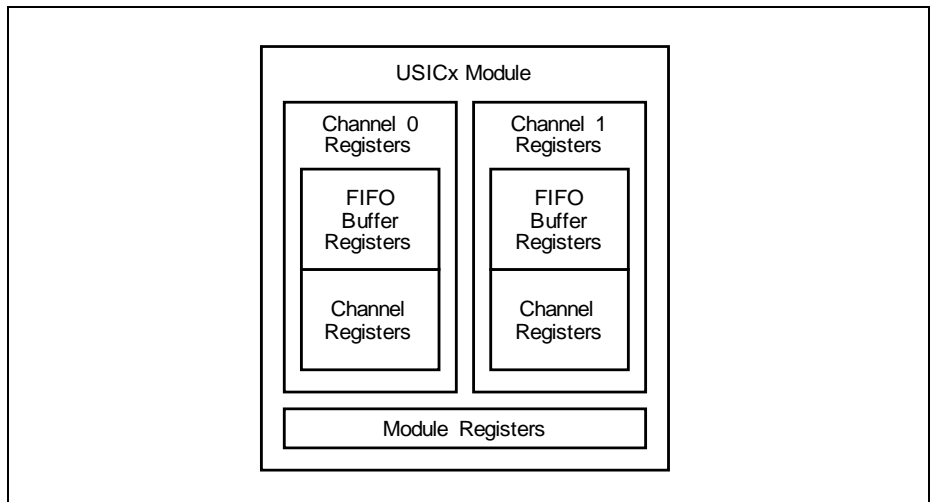 USICx Module
Channel 0
Registers
FIFO
Buffer
Registers
Channel
Registers
Channel 1
Registers
FIFO
Buffer
Registers
Channel
Registers
Module Registers